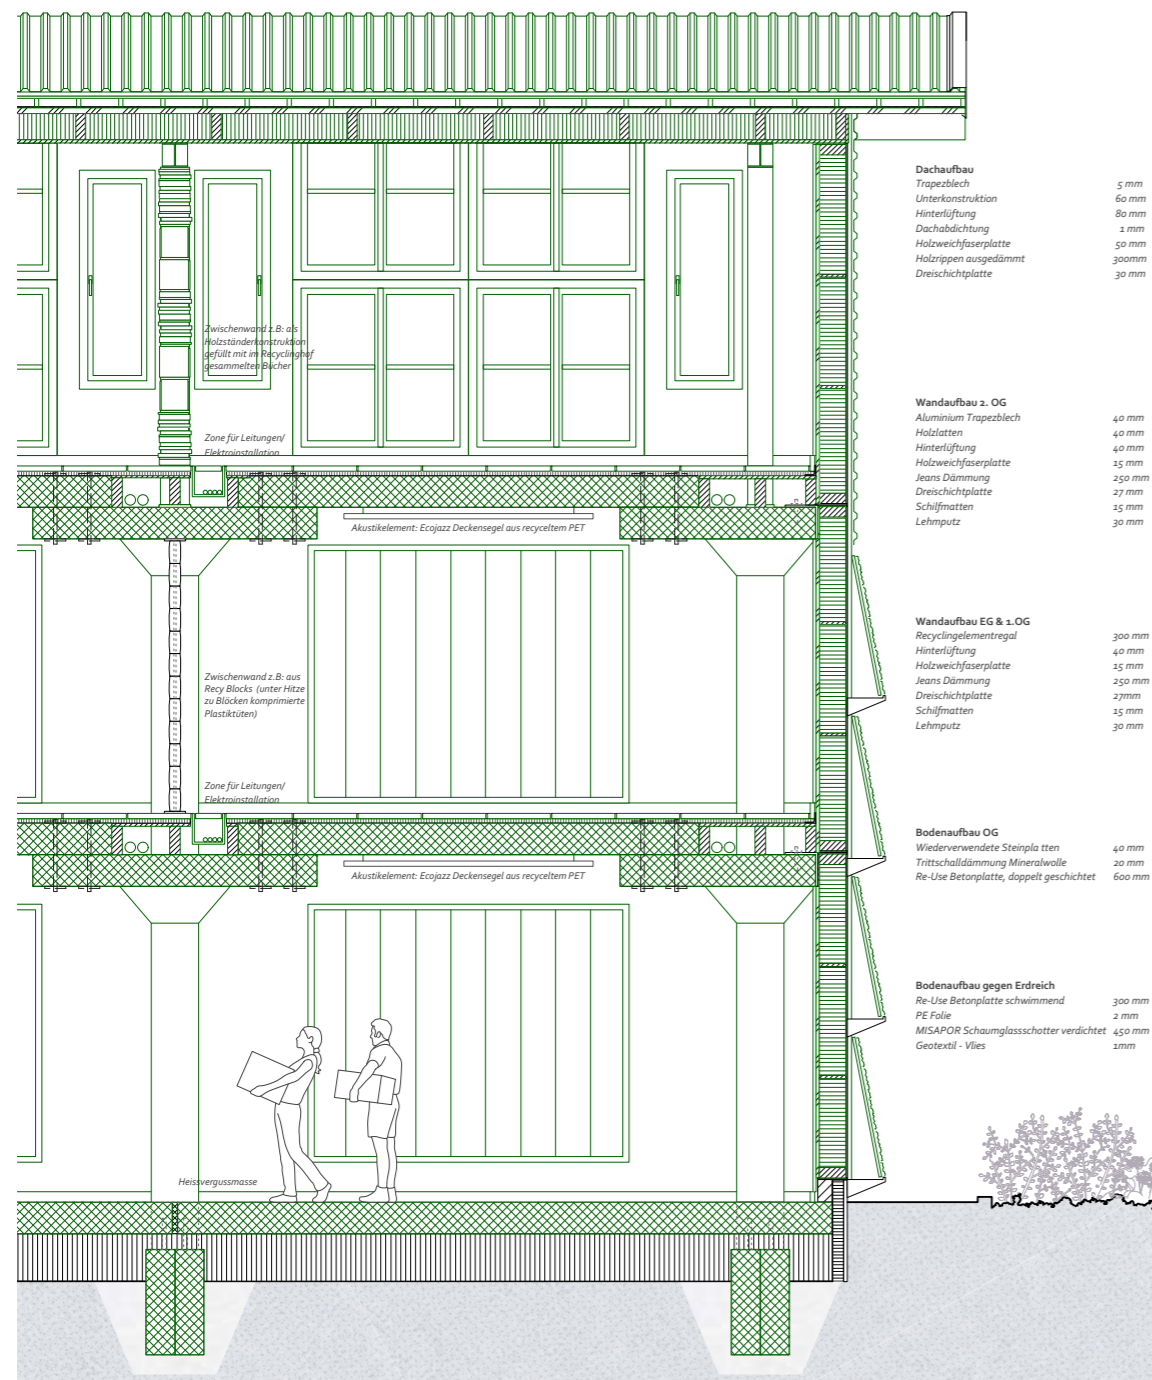 Dachaufbau
Trapezblech 5 mm
Unterkonstruktion 60 mm
Hinterlüftung 80 mm
Dachabdichtung 1 mm
Holzweichfaserplatte 50 mm
Holzrippen ausgedämmt 300mm
Dreischichtplatte 30 mm
Zwischenwand z.B: als
Holzständerkonstruktion
gefüllt mit im Recyclinghof
gesammelten Bücher
Wandaufbau 2. OG
Aluminium Trapezblech 40 mm
Holzlatten 40 mm
Hinterlüftung 40 mm
Holzweichfaserplatte 15 mm
Jeans Dämmung 250 mm
Dreischichtplatte 27 mm
Schilfmatten 15 mm
Lehmputz 30 mm
Zone für Leitungen/
Elektroinstallation
Akustikelement: Ecojazz Deckensegel aus recyceltem PET
Wandaufbau EG & 1.OG
Recyclingelementregal 300 mm
Hinterlüftung 40 mm
Holzweichfaserplatte 15 mm
Jeans Dämmung 250 mm
Dreischichtplatte 27mm
Schilfmatten 15 mm
Lehmputz 30 mm
Zwischenwand z.B: aus
Recy Blocks (unter Hitze
zu Blöcken komprimierte
Plastiktüten)
Zone für Leitungen/
Elektroinstallation
Bodenaufbau OG
Wiederverwendete Steinpla tten 40 mm
Trittschalldämmung Mineralwolle 20 mm
Re-Use Betonplatte, doppelt geschichtet 600 mm
Akustikelement: Ecojazz Deckensegel aus recyceltem PET
Bodenaufbau gegen Erdreich
Re-Use Betonplatte schwimmend 300 mm
PE Folie 2 mm
MISAPOR Schaumglassschotter verdichtet 450 mm
Geotextil - Vlies 1mm
Heissvergussmasse